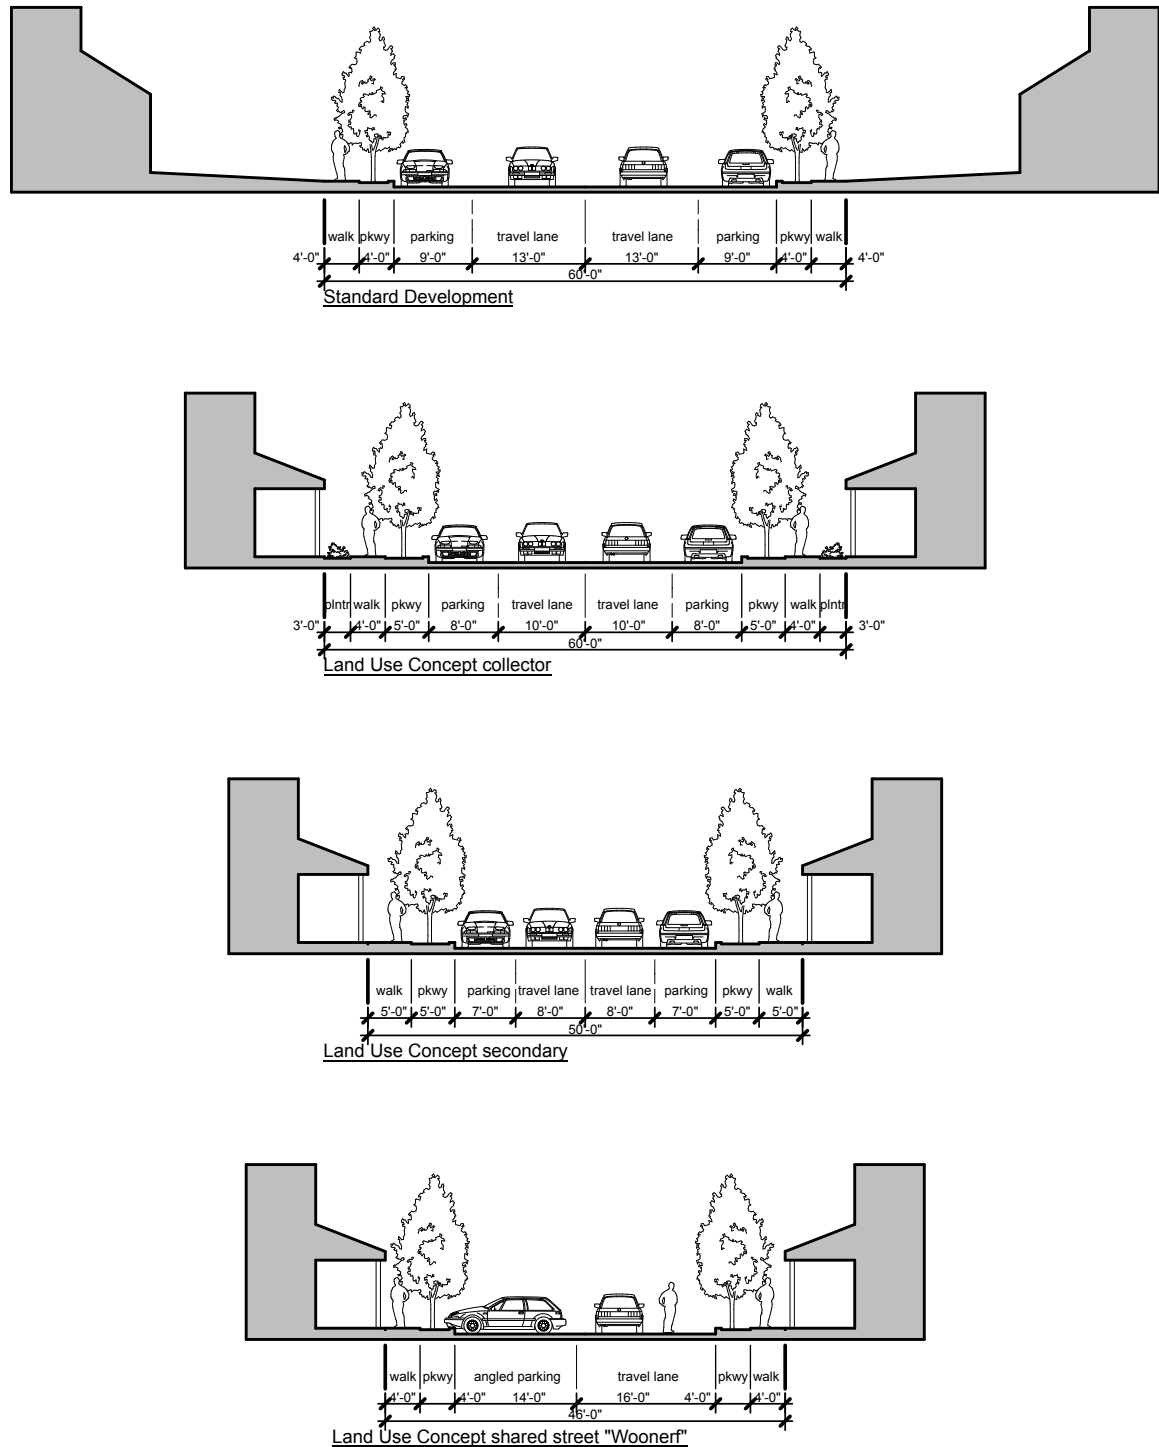 walk pkwy parking travel lane travel lane parking pkwy walk
4'-0" 4'-0" 9'-0" 13'-0" 13'-0" 9'-0" 4'-0" 4'-0"
60'-0"
Standard Development
plntr walk pkwy parking travel lane travel lane parking pkwy walk plntr
3'-0" 4'-0" 5'-0" 8'-0" 10'-0" 10'-0" 8'-0" 5'-0" 4'-0" 3'-0"
60'-0"
Land Use Concept collector
walk pkwy parking travel lane travel lane parking pkwy walk
5'-0" 5'-0" 7'-0" 8'-0" 8'-0" 7'-0" 5'-0" 5'-0"
50'-0"
Land Use Concept secondary
walk pkwy angled parking travel lane pkwy walk
4'-0" 4'-0" 14'-0" 16'-0" 4'-0" 4'-0"
46'-0"
Land Use Concept shared street "Woonerf"